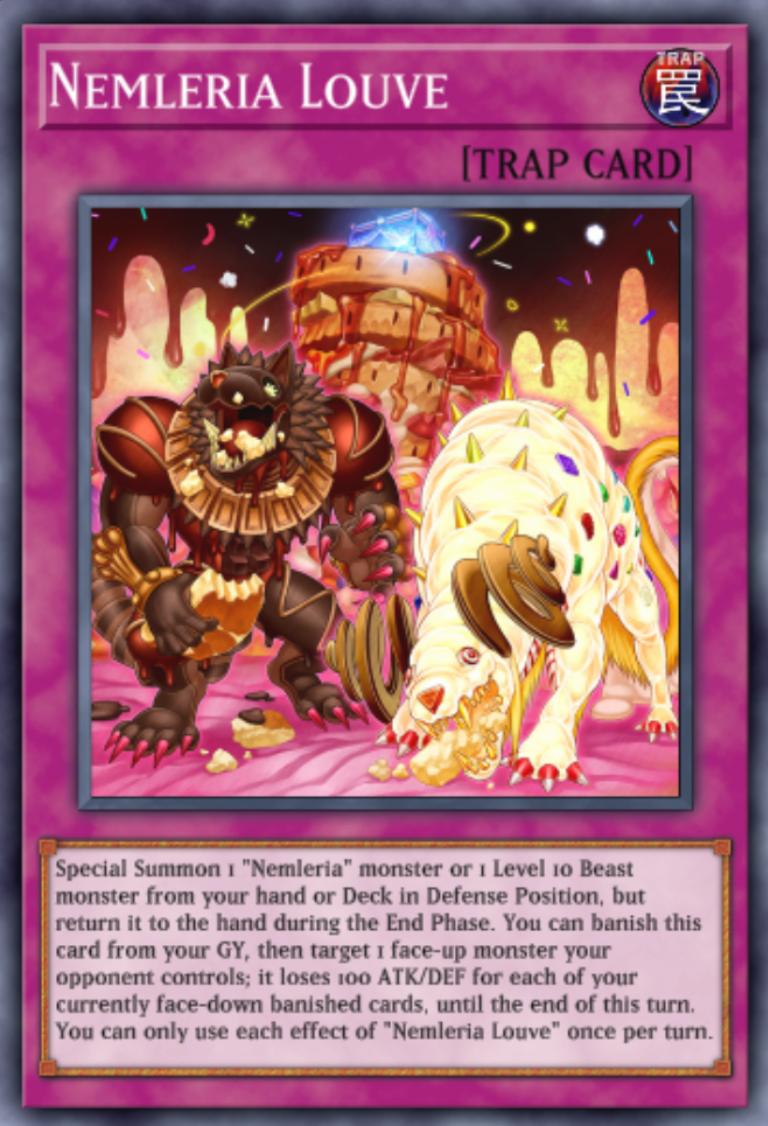 NEMLERIA LOUVE
TRAP
罠
[TRAP CARD]
Special Summon 1 "Nemleria" monster or 1 Level 10 Beast
monster from your hand or Deck in Defense Position, but
return it to the hand during the End Phase. You can banish this
card from your GY, then target 1 face-up monster your
opponent controls; it loses 100 ATK/DEF for each of your
currently face-down banished cards, until the end of this turn.
You can only use each effect of "Nemleria Louve" once per turn.